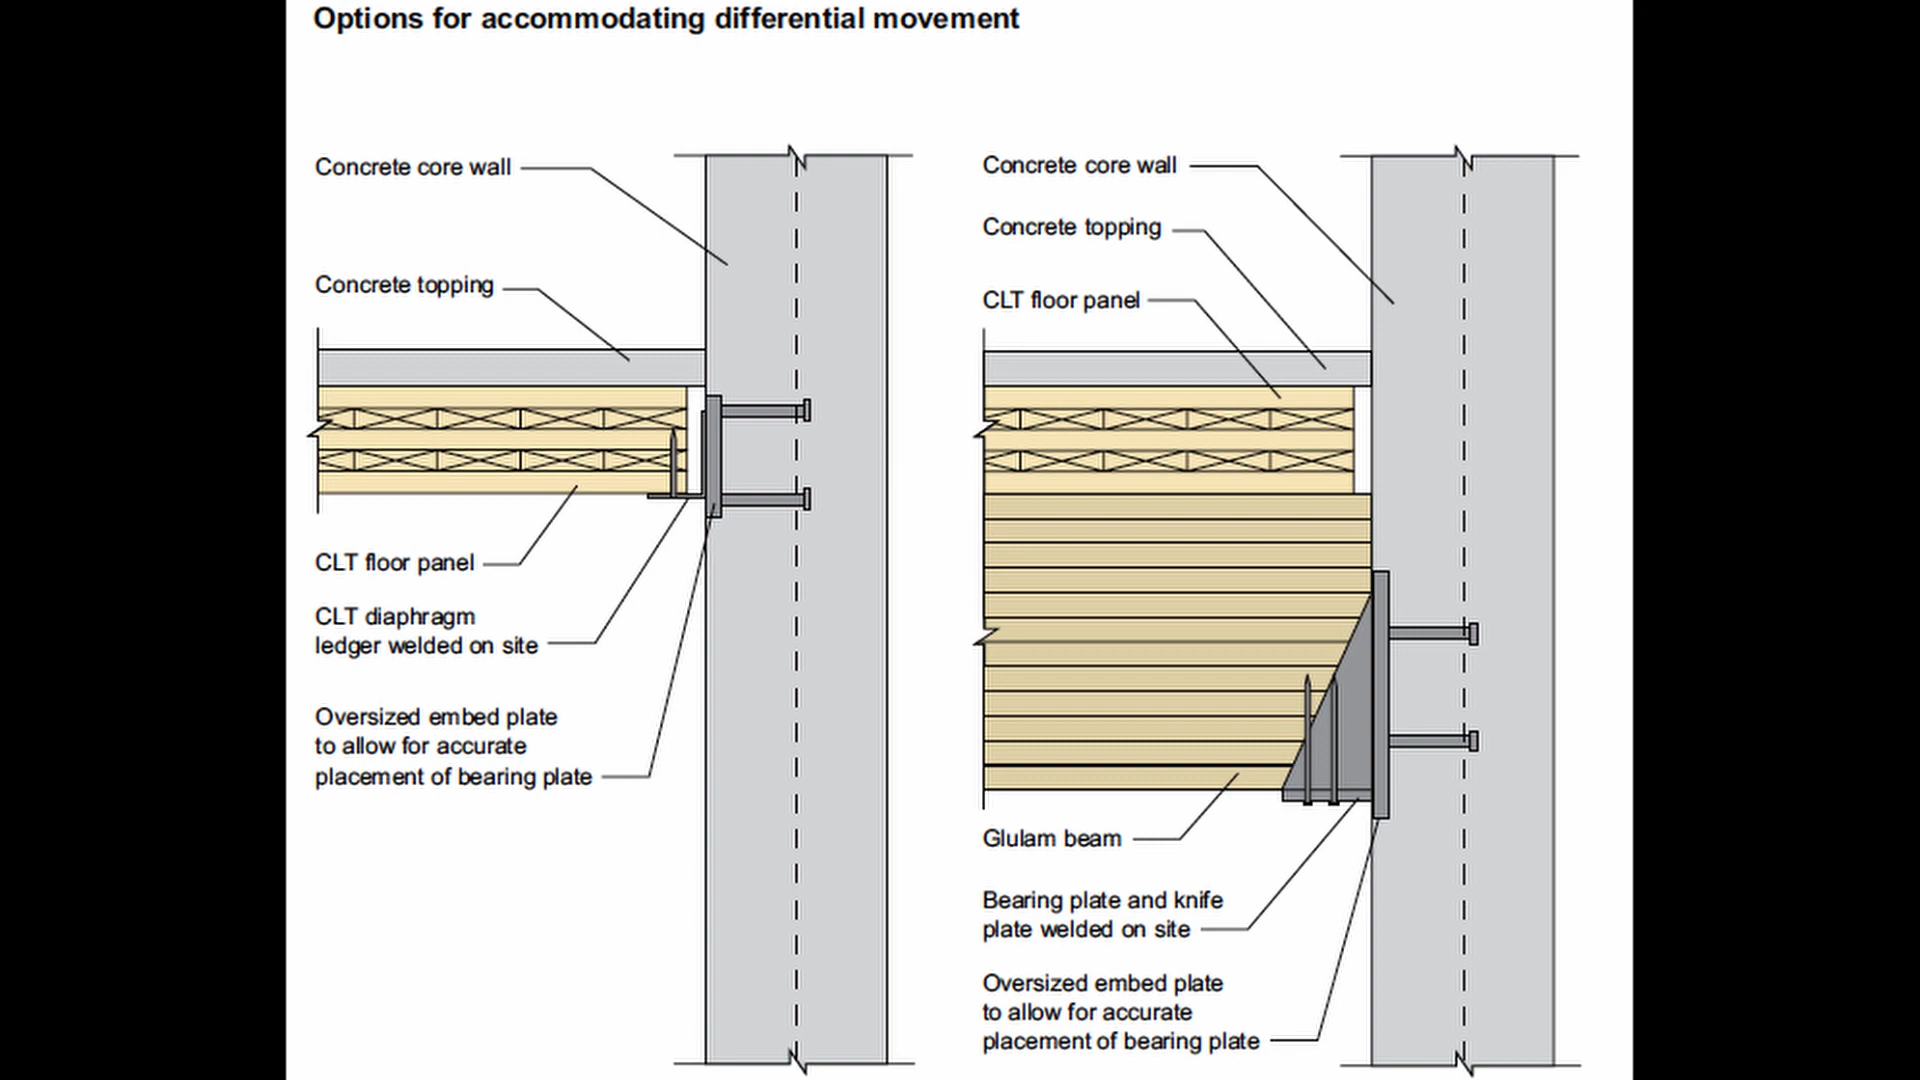 Options for accommodating differential movement
Concrete core wall
Concrete topping
CLT floor panel
CLT diaphragm
ledger welded on site
Oversized embed plate
to allow for accurate
placement of bearing plate
Concrete core wall
Concrete topping
CLT floor panel
Glulam beam
Bearing plate and knife
plate welded on site
Oversized embed plate
to allow for accurate
placement of bearing plate